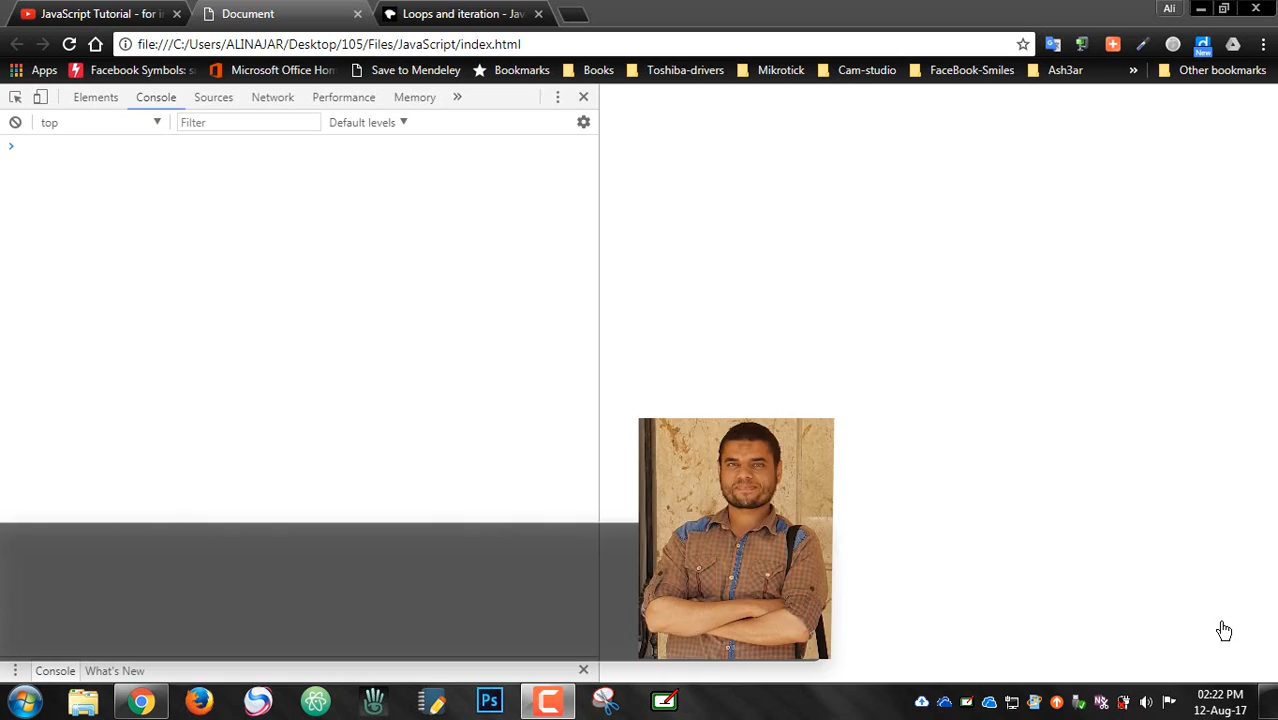 JavaScript Tutorial - for i
Document
Loops and iteration - Jav
Ali
file:///C:/Users/ALINAJAR/Desktop/105/Files/JavaScript/index.html
New
Apps
Facebook Symbols: s
Microsoft Office Hom
Save to Mendeley
Bookmarks
Books
Toshiba-drivers
Mikrotick
Cam-studio
FaceBook-Smiles
Ash3ar
»
Other bookmarks
Elements
Console
Sources
Network
Performance
Memory
»
top
Filter
Default levels
Console
What's New
Ps
02:22 PM
12-Aug-17